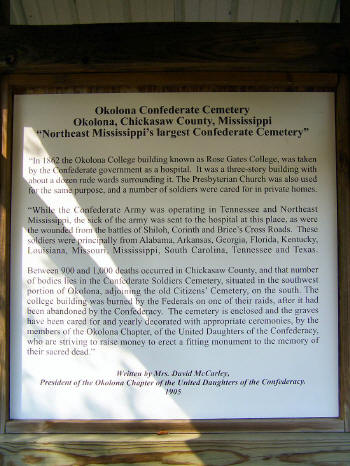 Okolona Confederate Cemetery
Okolona, Chickasaw County, Mississippi
"Northeast Mississippi's largest Confederate Cemetery"
"In 1862 the Okolona College building known as Rose Gates College, was taken
by the Confederate government as a hospital.  It was a three-story building with
about a dozen rude wards surrounding it. The Presbyterian Church was also used
for the same purpose, and a number of soldiers were cared for in private homes.
"While the Confederate Army was operating in Tennessee and Northeast
Mississippi, the sick of the army was sent to the hospital at this place, as were
the wounded from the battles of Shiloh, Corinth and Brice's Cross Roads. These
soldiers were principally from Alabama, Arkansas, Georgia, Florida, Kentucky,
Louisiana, Missouri, Mississippi, South Carolina, Tennessee and Texas.
Between 900 and 1,000 deaths occurred in Chickasaw County, and that number
of bodies lies in the Confederate Soldiers Cemetery, situated in the southwest
portion of Okolona, adjoining the old Citizens' Cemetery, on the south. The
college building was burned by the Federals on one of their raids, after it had
been abandoned by the Confederacy.  The cemetery is enclosed and the graves
have been cared for and yearly decorated with appropriate ceremonies, by the
members of the Okolona Chapter, of the United Daughters of the Confederacy,
who are striving to raise money to erect a fitting monument to the memory of
their sacred dead."
Written by Mrs. David McCarley,
President of the Okolona Chapter of the United Daughters of the Confederacy.
1905